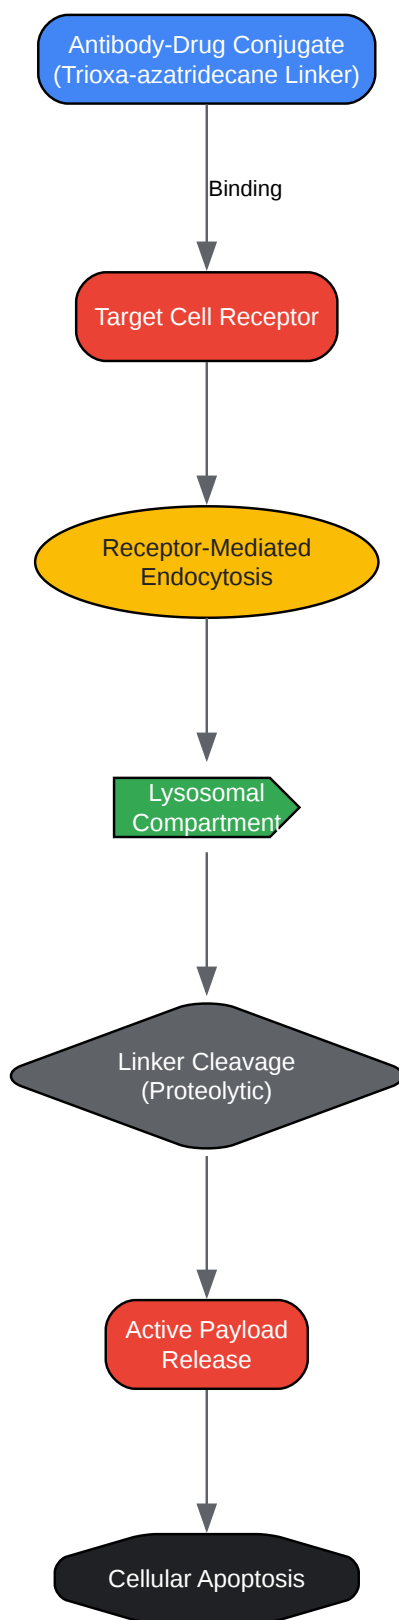 Antibody-Drug Conjugate
(Trioxa-azatridecane Linker)
Binding
Target Cell Receptor
Receptor-Mediated
Endocytosis
Lysosomal
Compartment
Linker Cleavage
(Proteolytic)
Active Payload
Release
Cellular Apoptosis